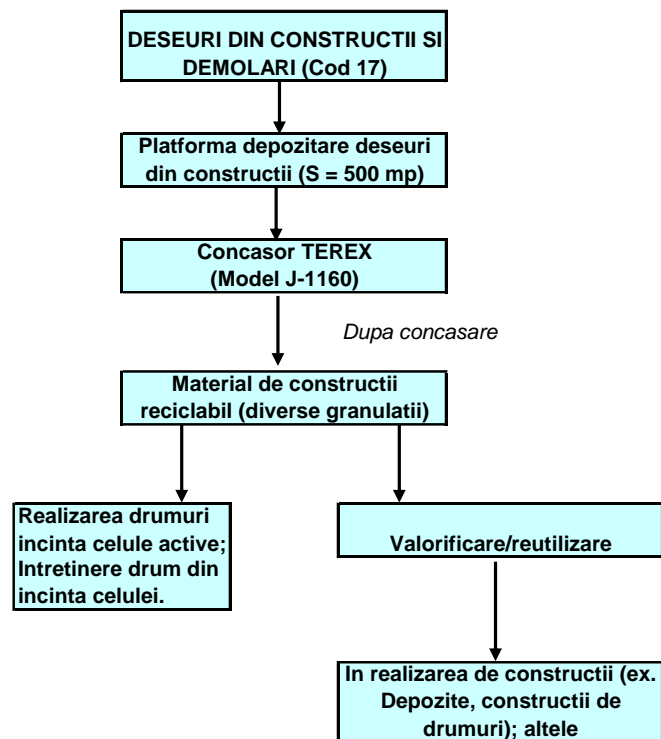 DESEURI DIN CONSTRUCTII SI
DEMOLARI (Cod 17)
Platforma depozitare deseuri
din constructii (S = 500 mp)
Concasor TEREX
(Model J-1160)
Dupa concasare
Material de constructii
reciclabil (diverse granulatii)
Realizarea drumuri
incinta celule active;
Intretinere drum din
incinta celulei.
Valorificare/reutilizare
In realizarea de constructii (ex.
Depozite, constructii de
drumuri); altele